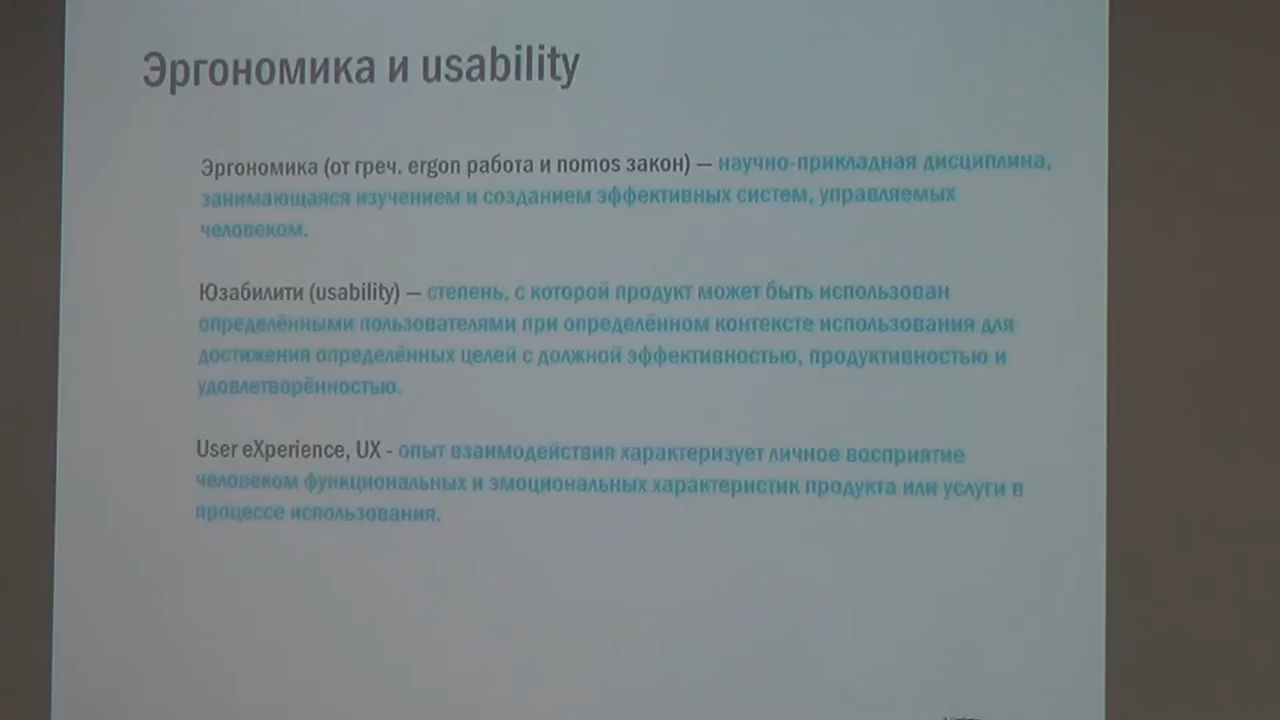 Эргономика и usability
Эргономика (от греч. ergon работа и nomos закон) — научно-прикладная дисциплина,
занимающаяся изучением и созданием эффективных систем, управляемых
человеком.
Юзабилити (usability) — степень, с которой продукт может быть использован
определёнными пользователями при определённом контексте использования для
достижения определённых целей с должной эффективностью, продуктивностью и
удовлетворённостью.
User eXperience, UX - опыт взаимодействия характеризует личное восприятие
человеком функциональных и эмоциональных характеристик продукта или услуги в
процессе использования.